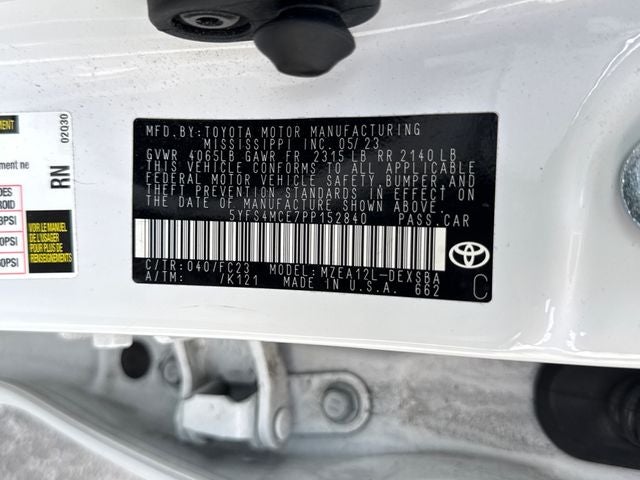 MFD. BY: TOYOTA MOTOR MANUFACTURING
MISSISSIPPI INC. 05/23
GVWR 4065LB GAWR FR 2315 LB RR 2140 LB
THIS VEHICLE CONFORMS TO ALL APPLICABLE
FEDERAL MOTOR VEHICLE SAFETY, BUMPER, AND
THEFT PREVENTION STANDARDS IN EFFECT ON
THE DATE OF MANUFACTURE SHOWN ABOVE.
5YFS4MCE7PP152840 PASS. CAR
C/TR: 040/FC23 MODEL: MZEA12L-DEXSBA
A/TM: /K121 MADE IN U.S.A. 662
C
RN 02030
VOIR LE MANUEL
DE L'USAGER
POUR PLUS DE
RENSEIGNEMENTS